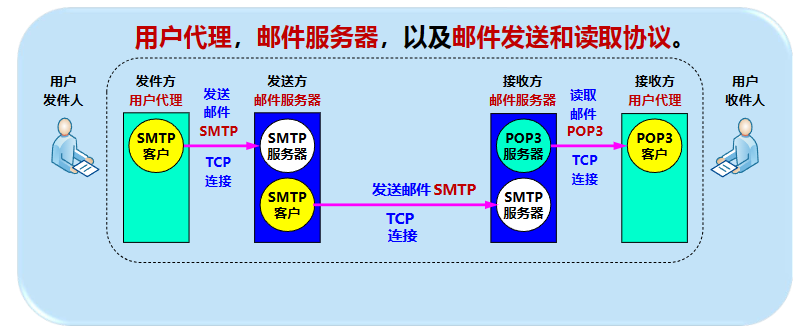 用户代理，邮件服务器，以及邮件发送和读取协议。
用户
发件人
发件方
用户代理
发送
邮件
SMTP
TCP
连接
发送方
邮件服务器
接收方
邮件服务器
读取
邮件
POP3
TCP
连接
接收方
用户代理
用户
收件人
SMTP
客户
SMTP
服务器
SMTP
客户
发送邮件 SMTP
TCP
连接
POP3
服务器
SMTP
服务器
POP3
客户